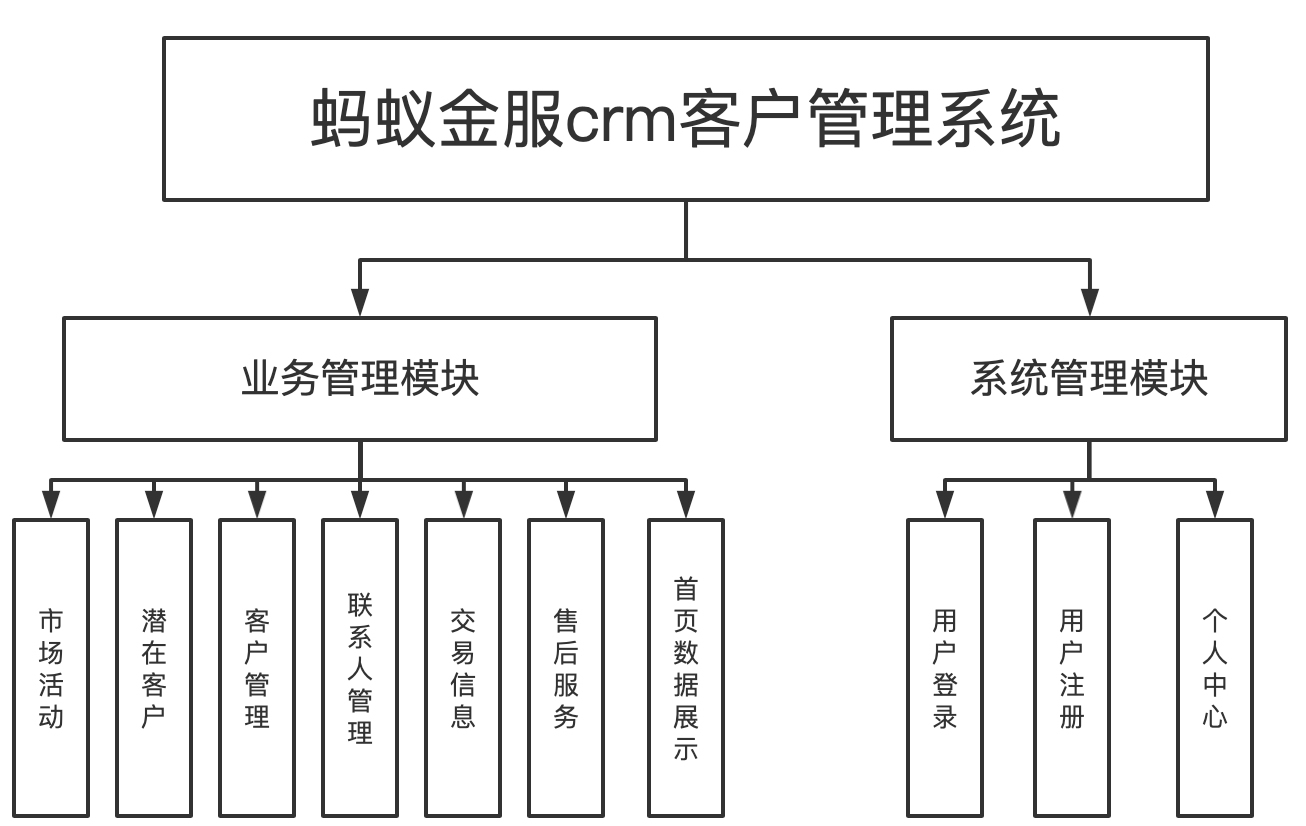 蚂蚁金服crm客户管理系统
业务管理模块
系统管理模块
市场活动
潜在客户
客户管理
联系人管理
交易信息
售后服务
首页数据展示
用户登录
用户注册
个人中心